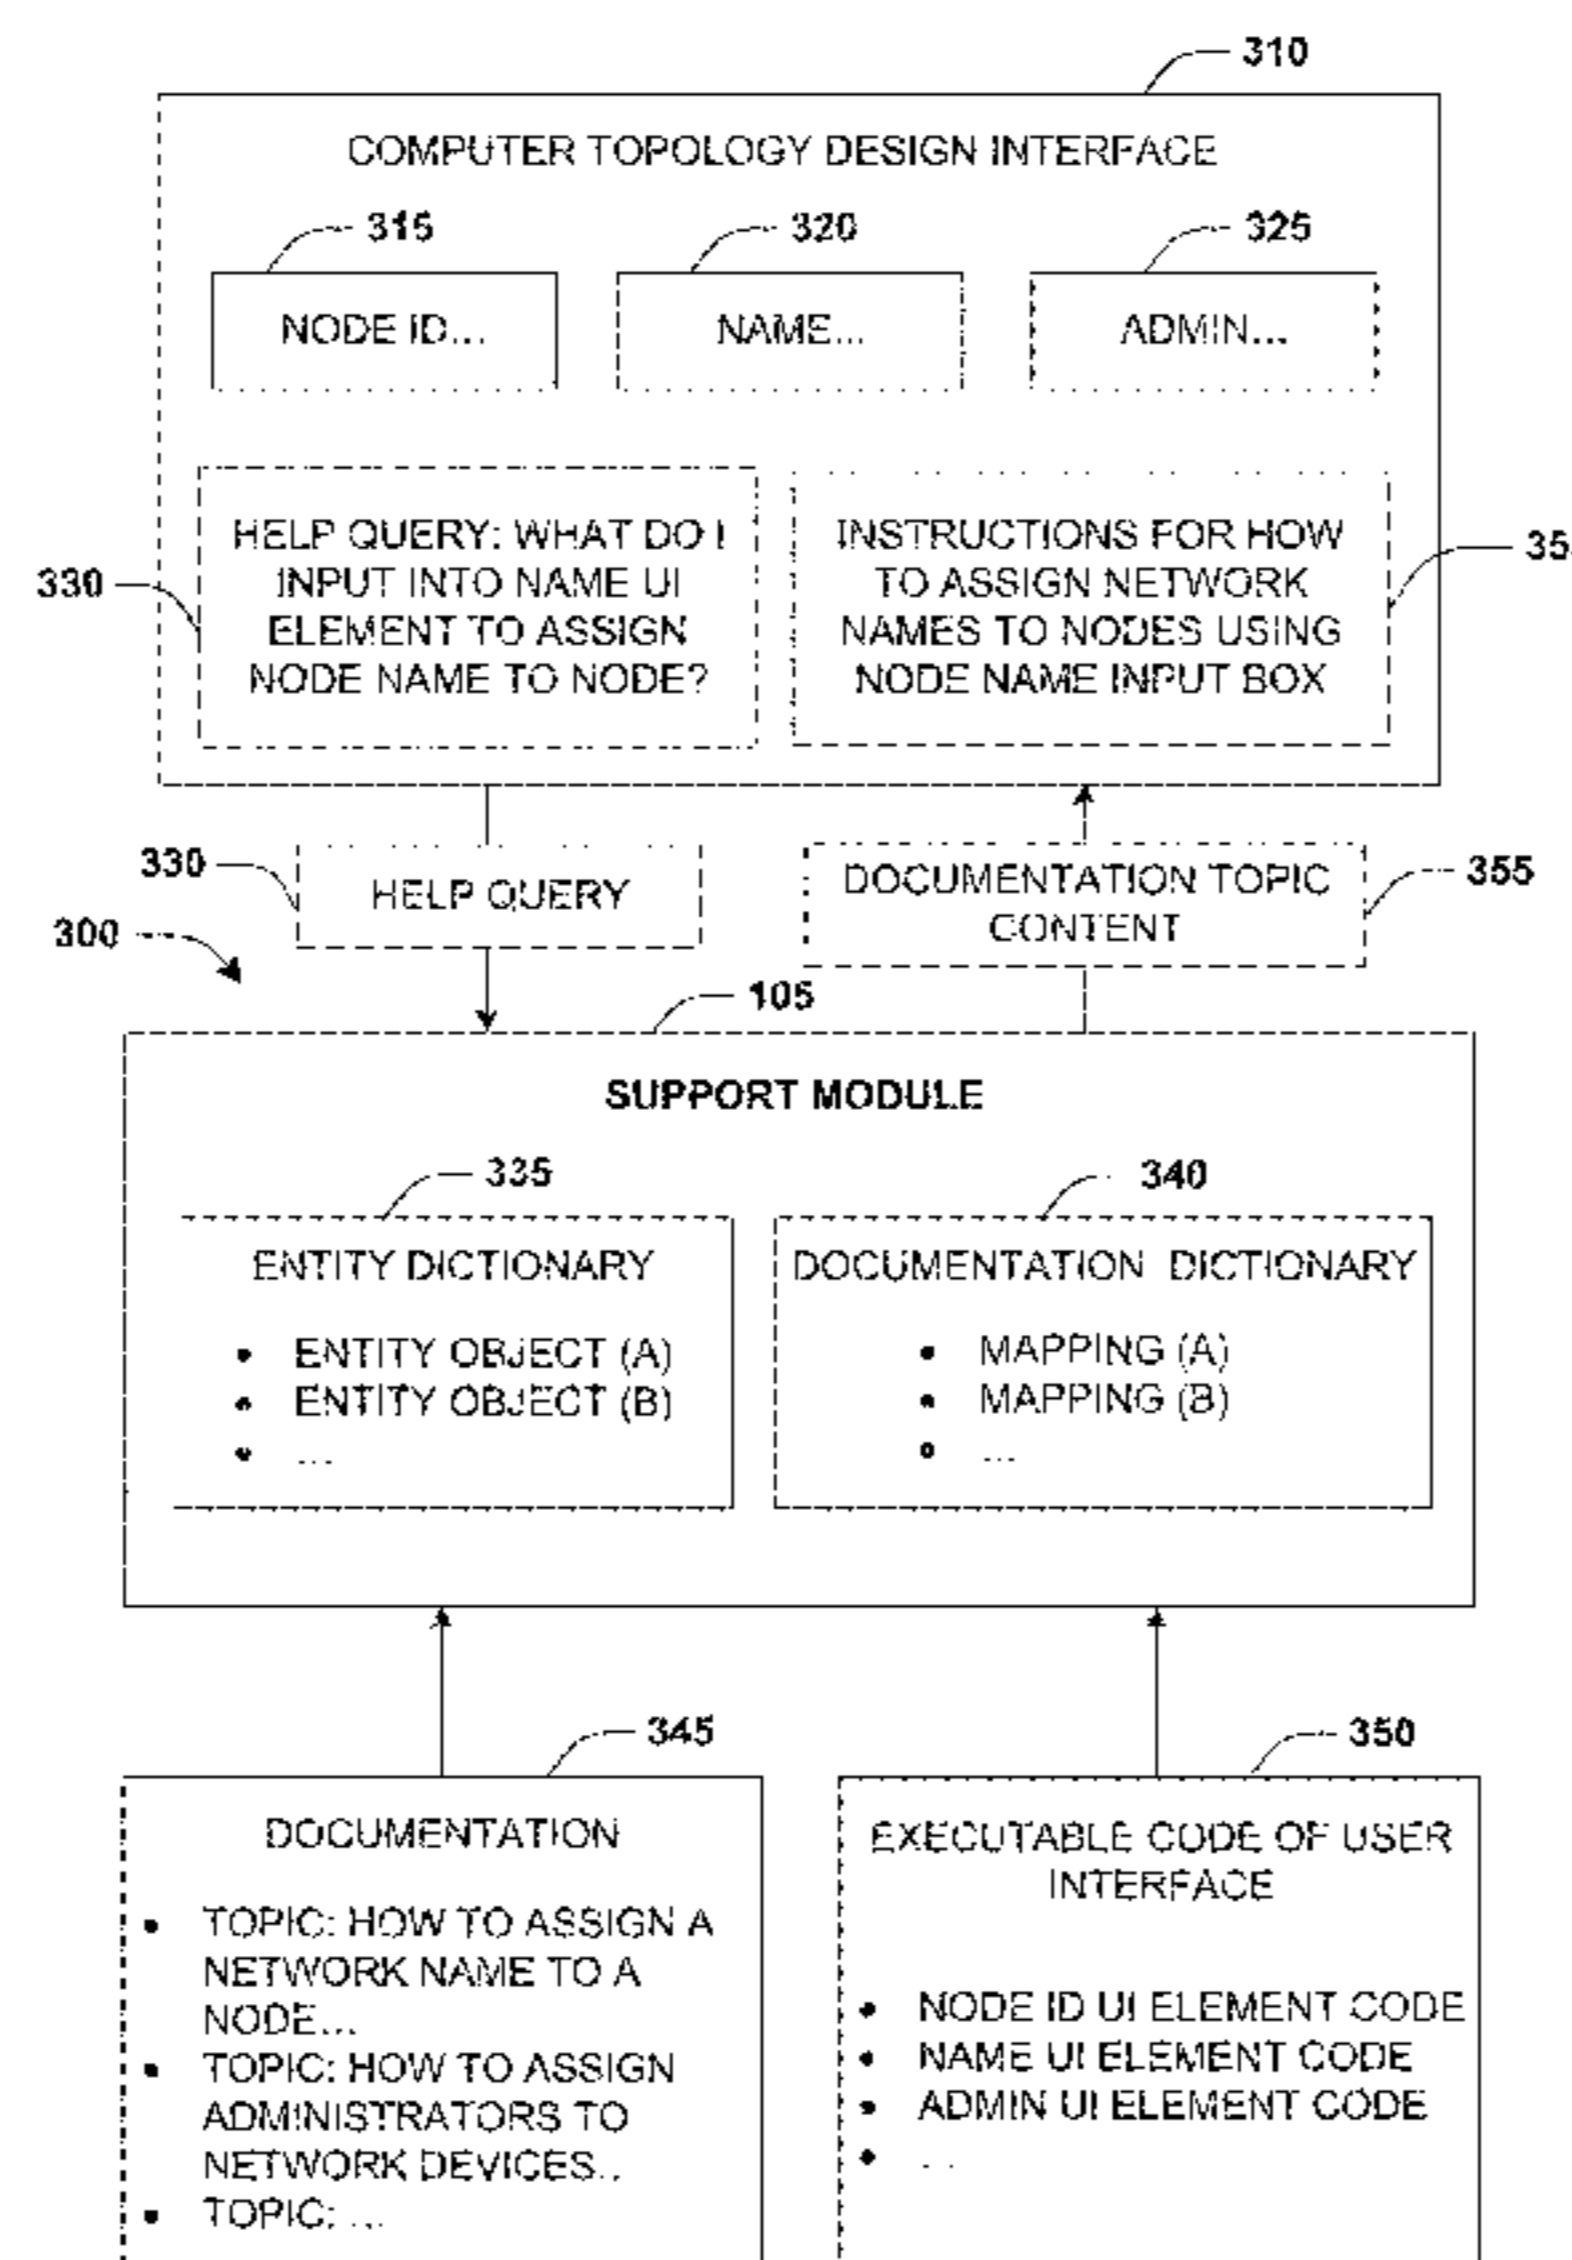 310
COMPUTER TOPOLOGY DESIGN INTERFACE
315
320
325
NODE ID...
NAME...
ADMIN...
HELP QUERY: WHAT DO I
INPUT INTO NAME UI
ELEMENT TO ASSIGN
NODE NAME TO NODE?
330
INSTRUCTIONS FOR HOW
TO ASSIGN NETWORK
NAMES TO NODES USING
NODE NAME INPUT BOX
330
HELP QUERY
DOCUMENTATION TOPIC
CONTENT
355
300
105
SUPPORT MODULE
335
ENTITY DICTIONARY
• ENTITY OBJECT (A)
• ENTITY OBJECT (B)
• ...
340
DOCUMENTATION DICTIONARY
• MAPPING (A)
• MAPPING (B)
• ...
345
DOCUMENTATION
• TOPIC: HOW TO ASSIGN A
NETWORK NAME TO A
NODE...
• TOPIC: HOW TO ASSIGN
ADMINISTRATORS TO
NETWORK DEVICES...
• TOPIC: ...
350
EXECUTABLE CODE OF USER
INTERFACE
• NODE ID UI ELEMENT CODE
• NAME UI ELEMENT CODE
• ADMIN UI ELEMENT CODE
• ...